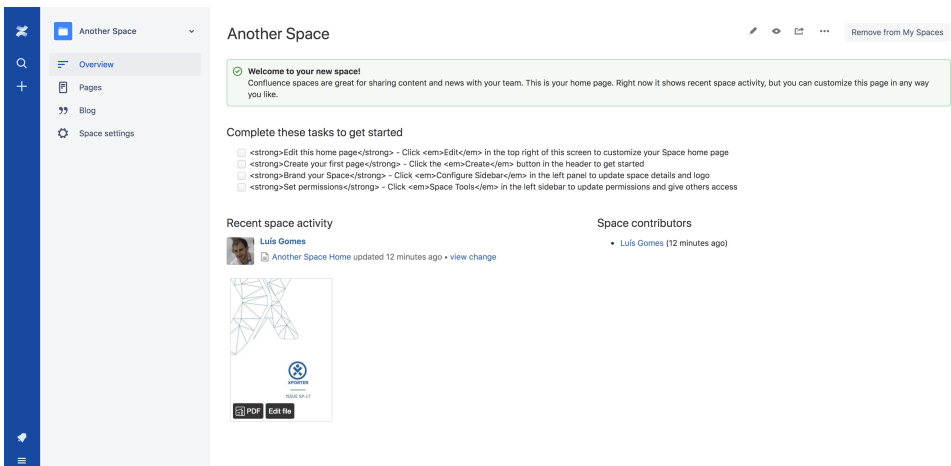 Another Space
Overview
Pages
Blog
Space settings
Another Space
Remove from My Spaces
Welcome to your new space!
Confluence spaces are great for sharing content and news with your team. This is your home page. Right now it shows recent space activity, but you can customize this page in any way
you like.
Complete these tasks to get started
<strong>Edit this home page</strong> - Click <em>Edit</em> in the top right of this screen to customize your Space home page
<strong>Create your first page</strong> - Click the <em>Create</em> button in the header to get started
<strong>Brand your Space</strong> - Click <em>Configure Sidebar</em> in the left panel to update space details and logo
<strong>Set permissions</strong> - Click <em>Space Tools</em> in the left sidebar to update permissions and give others access
Recent space activity
Luís Gomes
Another Space Home updated 12 minutes ago • view change
Space contributors
• Luís Gomes (12 minutes ago)
XPORTER
ISSUE SP-17
PDF Edit file